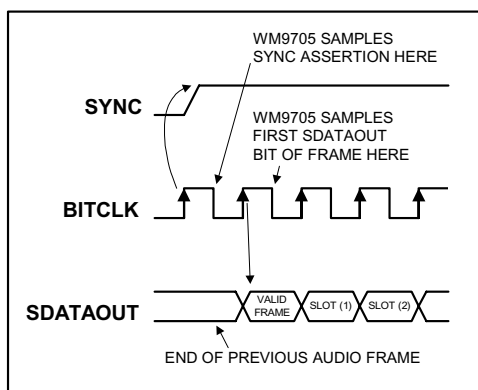 WM9705 SAMPLES
SYNC ASSERTION HERE
SYNC
WM9705 SAMPLES
FIRST SDATAOUT
BIT OF FRAME HERE
BITCLK
VALID
FRAME
SLOT (1)
SLOT (2)
SDATAOUT
END OF PREVIOUS AUDIO FRAME